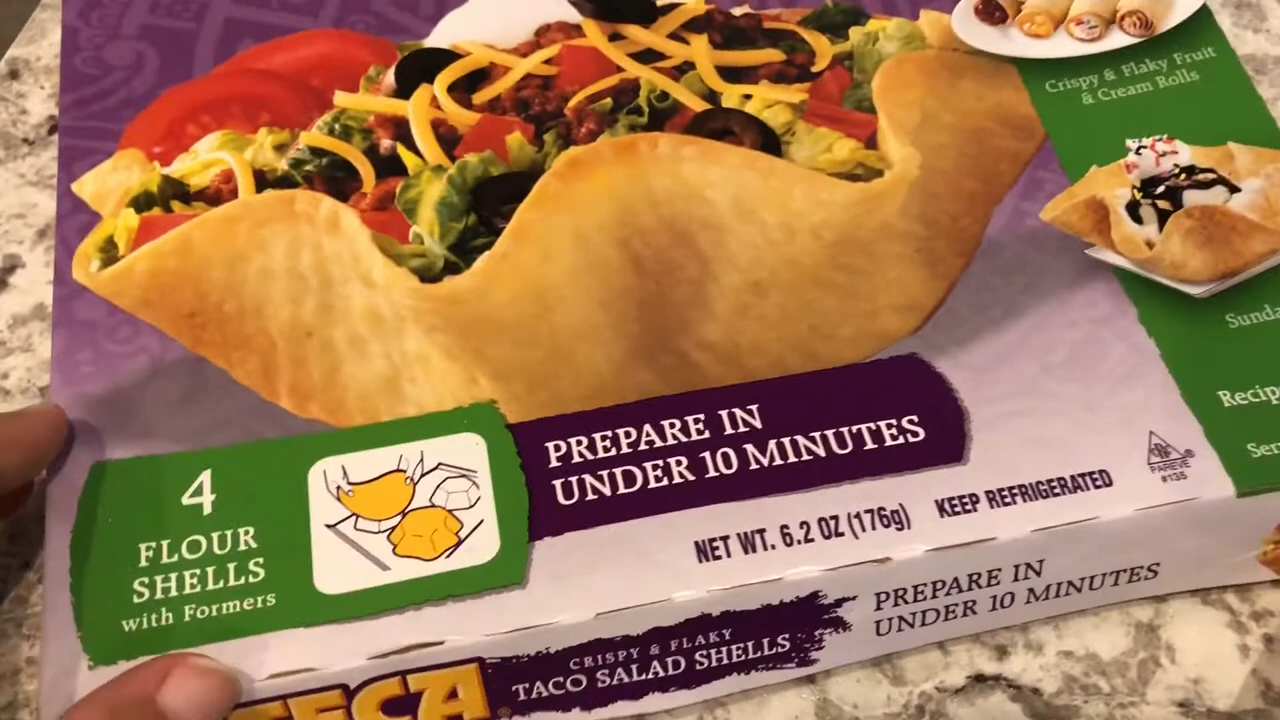 Crispy & Flaky Fruit
& Cream Rolls
4
FLOUR
SHELLS
with Formers
PREPARE IN
UNDER 10 MINUTES
NET WT. 6.2 OZ (176g)
KEEP REFRIGERATED
PAREVE
#135
CRISPY & FLAKY
TACO SALAD SHELLS
PREPARE IN
UNDER 10 MINUTES